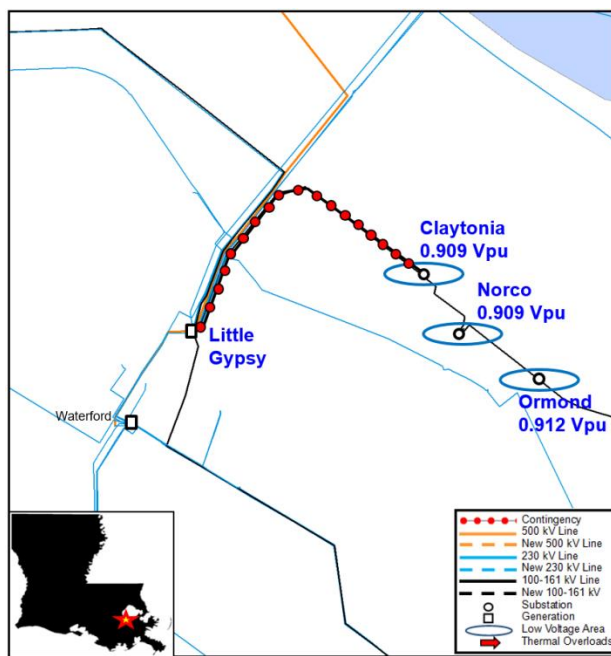 Claytonia
0.909 Vpu
Norco
0.909 Vpu
Little
Gypsy
Ormond
0.912 Vpu
Waterford
Contingency
500 kV Line
New 500 kV Line
230 kV Line
New 230 kV Line
100-161 kV Line
New 100-161 kV
Substation
Generation
Low Voltage Area
Thermal Overloads